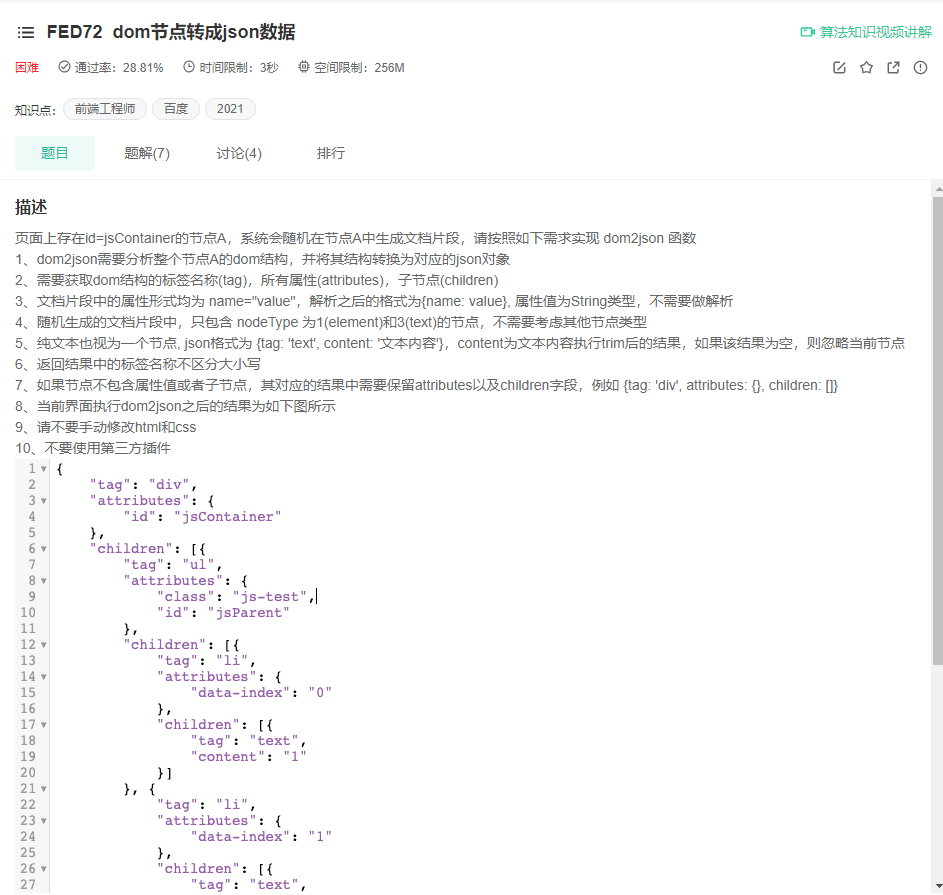 FED72 dom节点转成json数据
算法知识视频讲解
困难 通过率：28.81% 时间限制：3秒 空间限制：256M
知识点： 前端工程师 百度 2021
题目 题解(7) 讨论(4) 排行
描述
页面上存在id=jsContainer的节点A，系统会随机在节点A中生成文档片段，请按照如下需求实现 dom2json 函数
1、dom2json需要分析整个节点A的dom结构，并将其结构转换为对应的json对象
2、需要获取dom结构的标签名称(tag)，所有属性(attributes)，子节点(children)
3、文档片段中的属性形式均为 name="value"，解析之后的格式为{name: value}, 属性值为String类型，不需要做解析
4、随机生成的文档片段中，只包含 nodeType 为1(element)和3(text)的节点，不需要考虑其他节点类型
5、纯文本也视为一个节点, json格式为 {tag: 'text', content: '文本内容'}，content为文本内容执行trim后的结果，如果该结果为空，则忽略当前节点
6、返回结果中的标签名称不区分大小写
7、如果节点不包含属性值或者子节点，其对应的结果中需要保留attributes以及children字段，例如 {tag: 'div', attributes: {}, children: []}
8、当前界面执行dom2json之后的结果为如下图所示
9、请不要手动修改html和css
10、不要使用第三方插件
1 {
2 "tag": "div",
3 "attributes": {
4 "id": "jsContainer"
5 },
6 "children": [{
7 "tag": "ul",
8 "attributes": {
9 "class": "js-test",
10 "id": "jsParent"
11 },
12 "children": [{
13 "tag": "li",
14 "attributes": {
15 "data-index": "0"
16 },
17 "children": [{
18 "tag": "text",
19 "content": "1"
20 }]
21 }, {
22 "tag": "li",
23 "attributes": {
24 "data-index": "1"
25 },
26 "children": [{
27 "tag": "text",